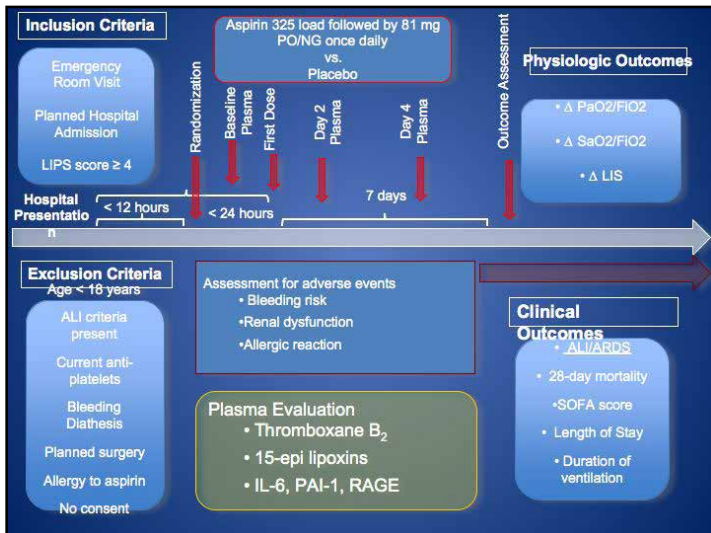 Inclusion Criteria
Emergency
Room Visit
Planned Hospital
Admission
LIPS score ≥ 4
Aspirin 325 load followed by 81 mg
PO/NG once daily
vs.
Placebo
Randomization
Baseline
Plasma
First Dose
Day 2
Plasma
Day 4
Plasma
Outcome Assessment
Physiologic Outcomes
• Δ PaO2/FiO2
• Δ SaO2/FiO2
• Δ LIS
Hospital
Presentatio
n
< 12 hours
< 24 hours
7 days
Exclusion Criteria
Age < 18 years
ALI criteria
present
Current anti-
platelets
Bleeding
Diathesis
Planned surgery
Allergy to aspirin
No consent
Assessment for adverse events
• Bleeding risk
• Renal dysfunction
• Allergic reaction
Plasma Evaluation
• Thromboxane B₂
• 15-epi lipoxins
• IL-6, PAI-1, RAGE
Clinical
Outcomes
• ALI/ARDS
• 28-day mortality
•SOFA score
• Length of Stay
• Duration of
ventilation